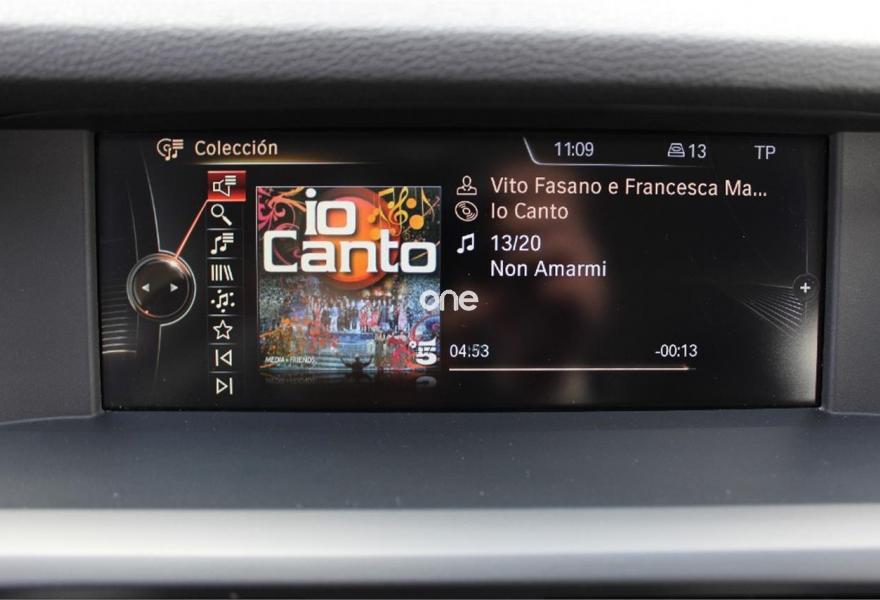 Colección
11:09
13
TP
io
Canto
MEDIA FRIENDS
5
Vito Fasano e Francesca Ma...
Io Canto
13/20
Non Amarmi
one
04:53
-00:13